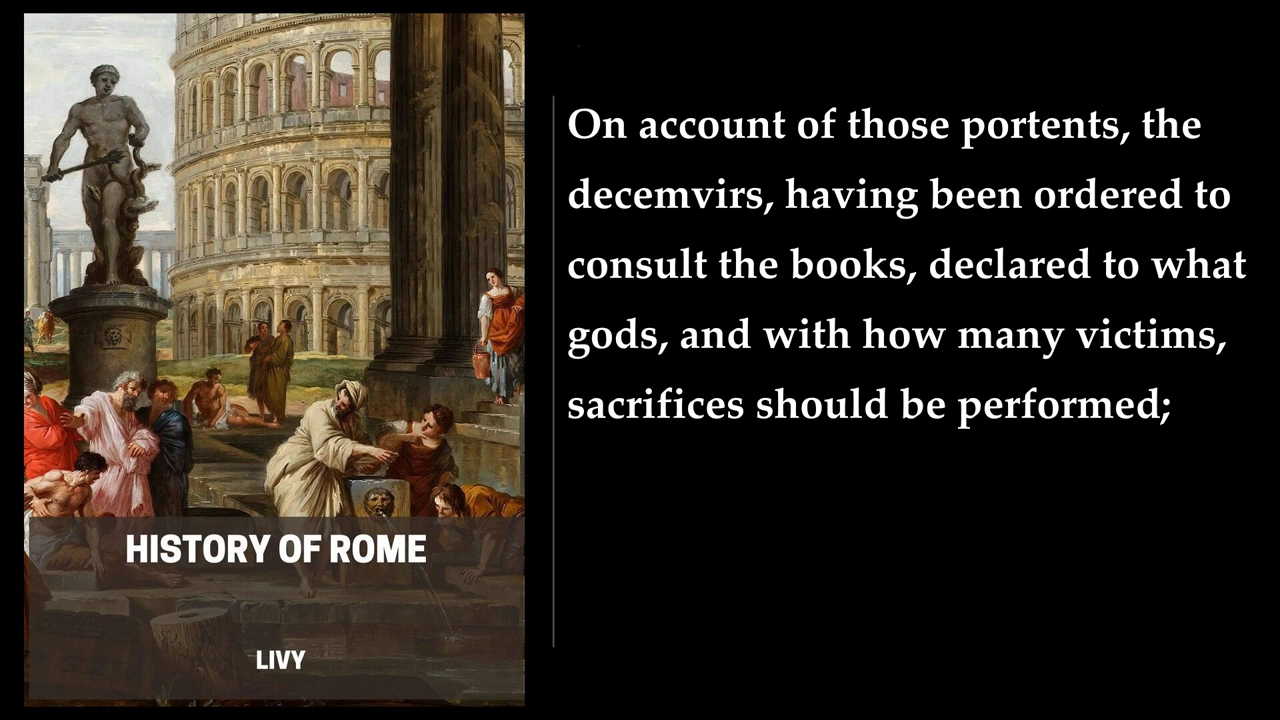 HISTORY OF ROME
LIVY
On account of those portents, the
decemvirs, having been ordered to
consult the books, declared to what
gods, and with how many victims,
sacrifices should be performed;